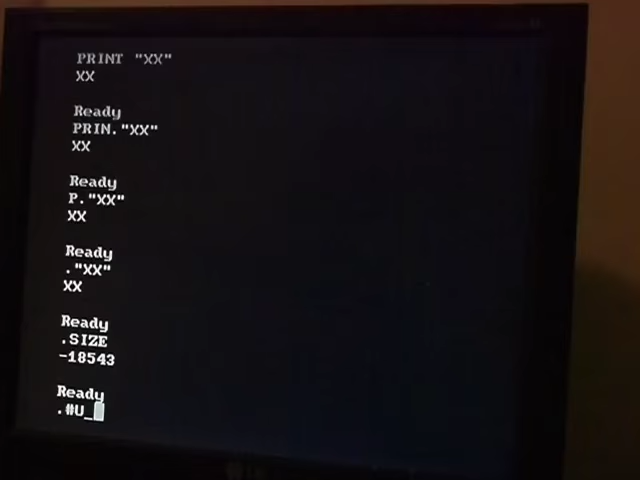 PRINT "XX"
XX
Ready
PRIN."XX"
XX
Ready
P."XX"
XX
Ready
."XX"
XX
Ready
.SIZE
-18543
Ready
.#U_